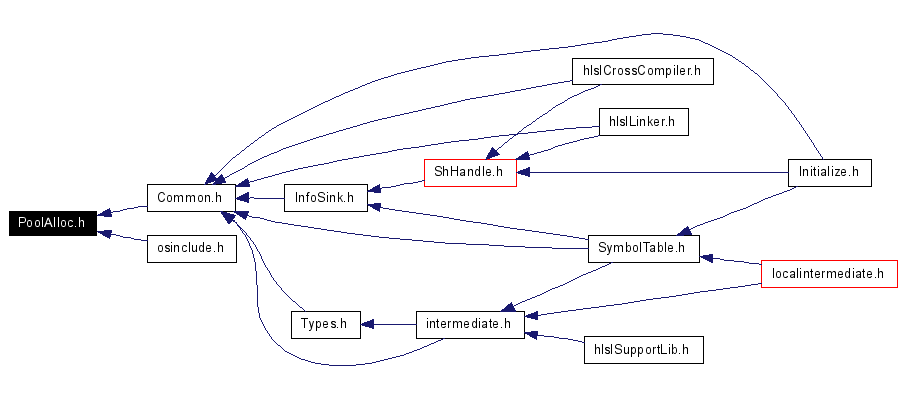 hlslCrossCompiler.h
hlslLinker.h
ShHandle.h
Initialize.h
Common.h
InfoSink.h
PoolAlloc.h
osinclude.h
SymbolTable.h
localintermediate.h
Types.h
intermediate.h
hlslSupportLib.h